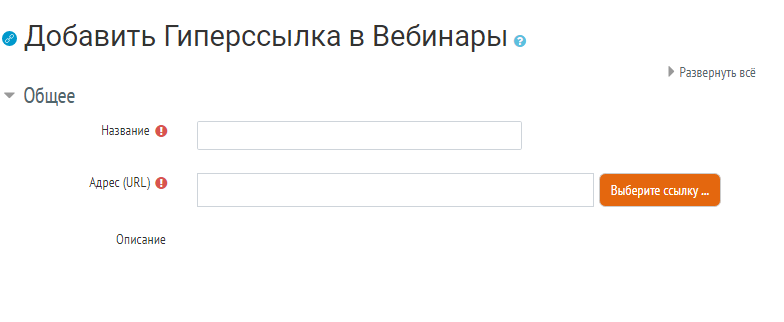 Добавить Гиперссылка в Вебинары
Развернуть всё
Общее
Название
Адрес (URL)
Выберите ссылку ...
Описание